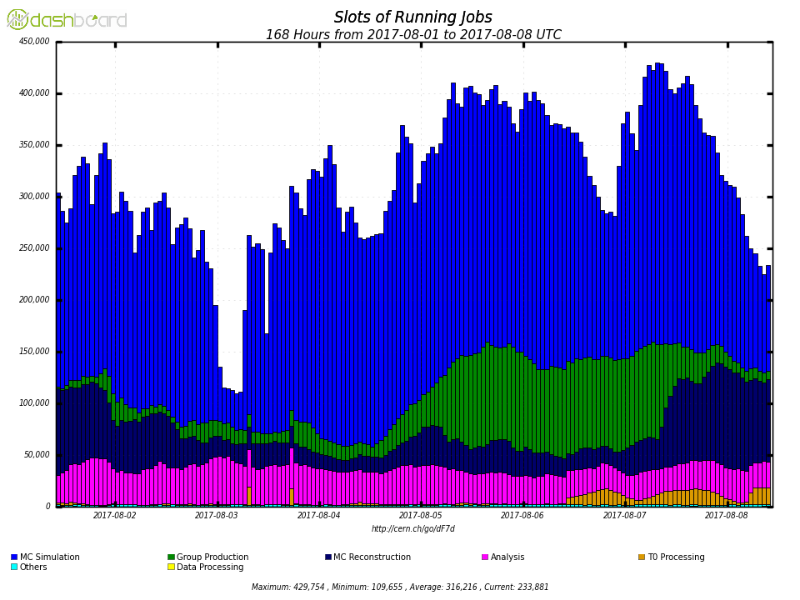 dashboard
Slots of Running Jobs
168 Hours from 2017-08-01 to 2017-08-08 UTC
450,000
400,000
350,000
300,000
250,000
200,000
150,000
100,000
50,000
0
2017-08-02 2017-08-03 2017-08-04 2017-08-05 2017-08-06 2017-08-07 2017-08-08
http://cern.ch/go/dF7d
MC Simulation Group Production MC Reconstruction Analysis T0 Processing
Others Data Processing
Maximum: 429,754 , Minimum: 109,655 , Average: 316,216 , Current: 233,881